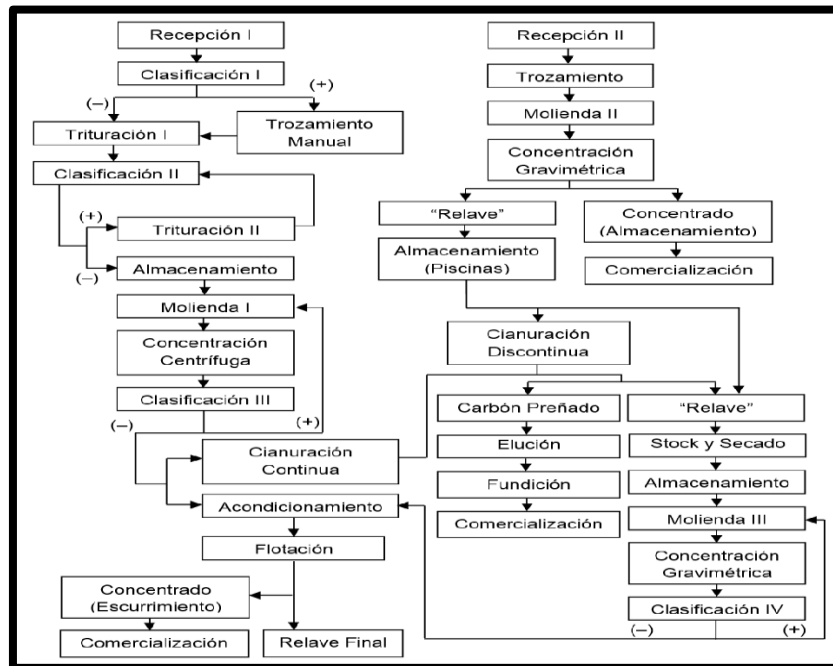 Recepción I
Clasificación I
(–)
(+)
Trituración I
Trozamiento
Manual
Clasificación II
(+)
Trituración II
(–)
Almacenamiento
Molienda I
Concentración
Centrífuga
Clasificación III
(–)
(+)
Cianuración
Continua
Acondicionamiento
Flotación
Concentrado
(Escurrimiento)
Comercialización
Relave Final
Recepción II
Trozamiento
Molienda II
Concentración
Gravimétrica
“Relave”
Concentrado
(Almacenamiento)
Almacenamiento
(Piscinas)
Comercialización
Cianuración
Discontinua
Carbón Preñado
Elución
Fundición
Comercialización
“Relave”
Stock y Secado
Almacenamiento
Molienda III
Concentración
Gravimétrica
Clasificación IV
(–)
(+)